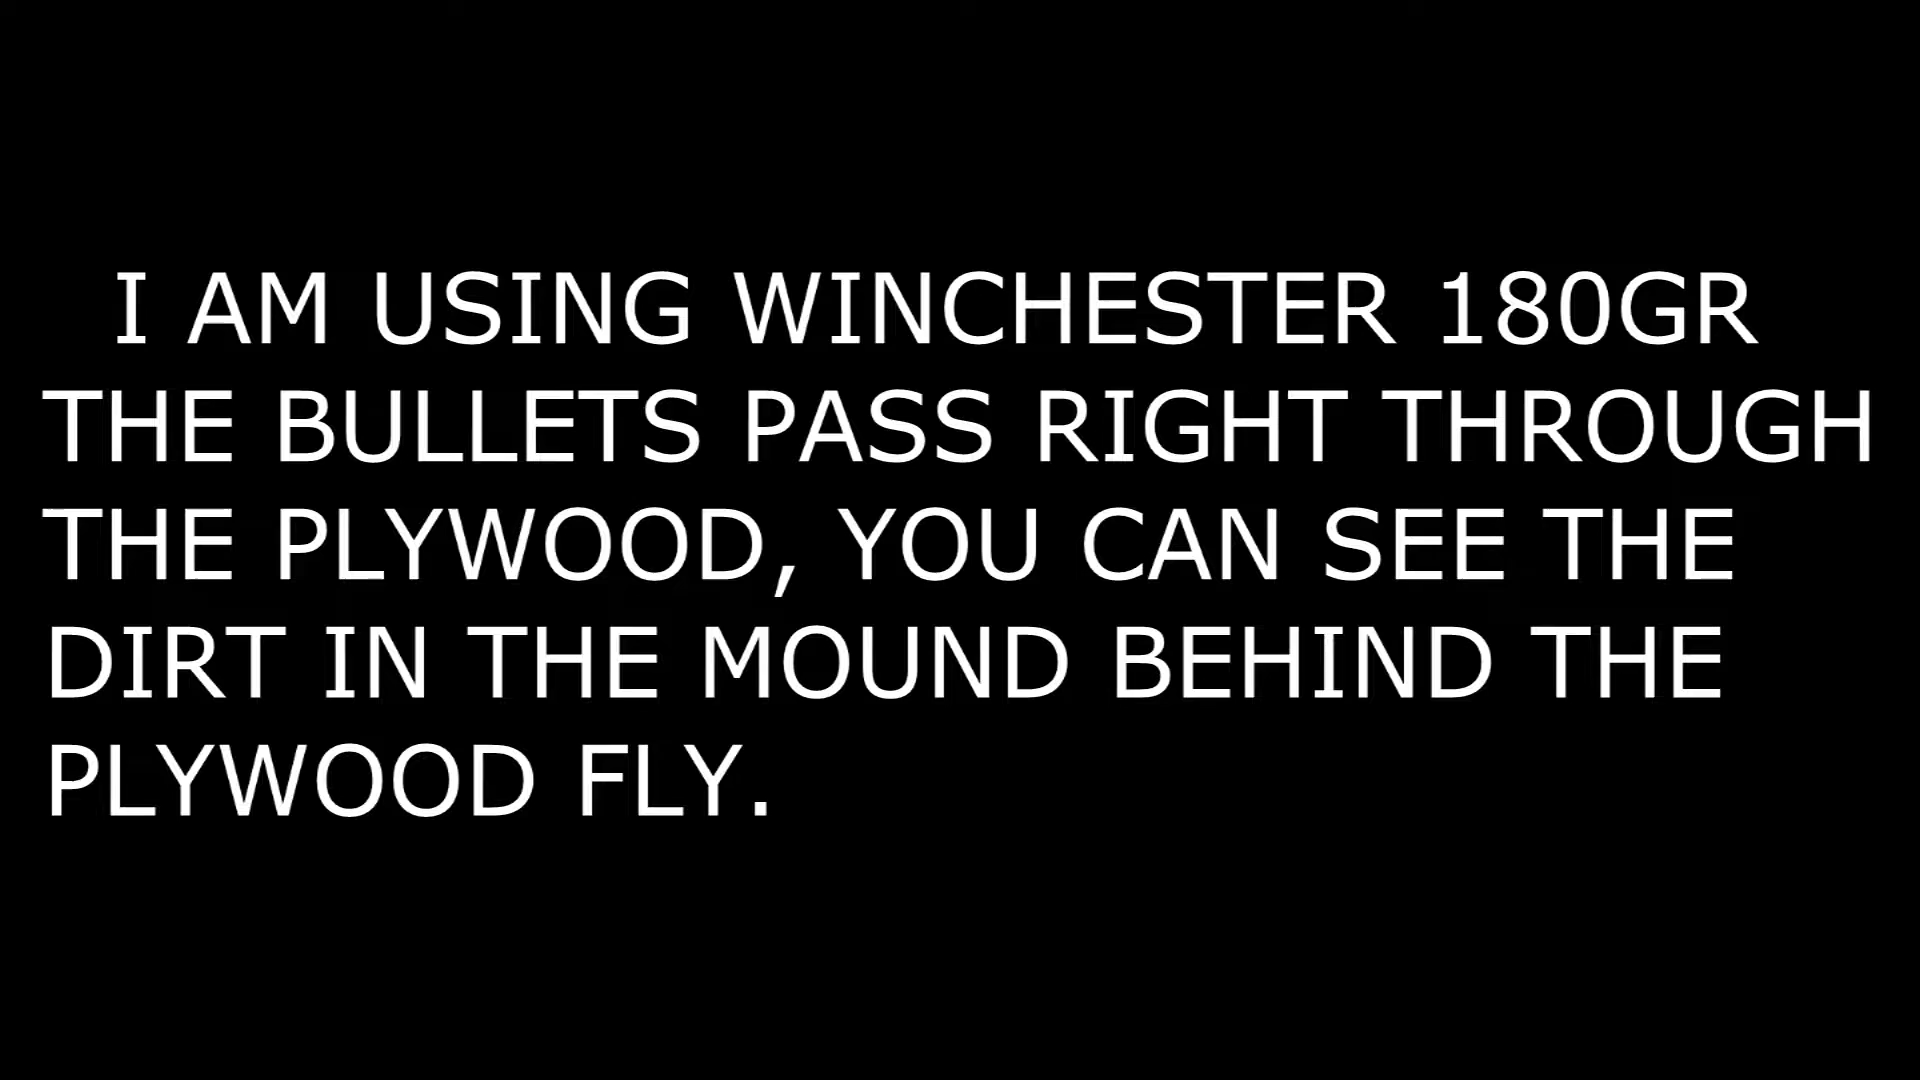 I AM USING WINCHESTER 180GR
THE BULLETS PASS RIGHT THROUGH
THE PLYWOOD, YOU CAN SEE THE
DIRT IN THE MOUND BEHIND THE
PLYWOOD FLY.